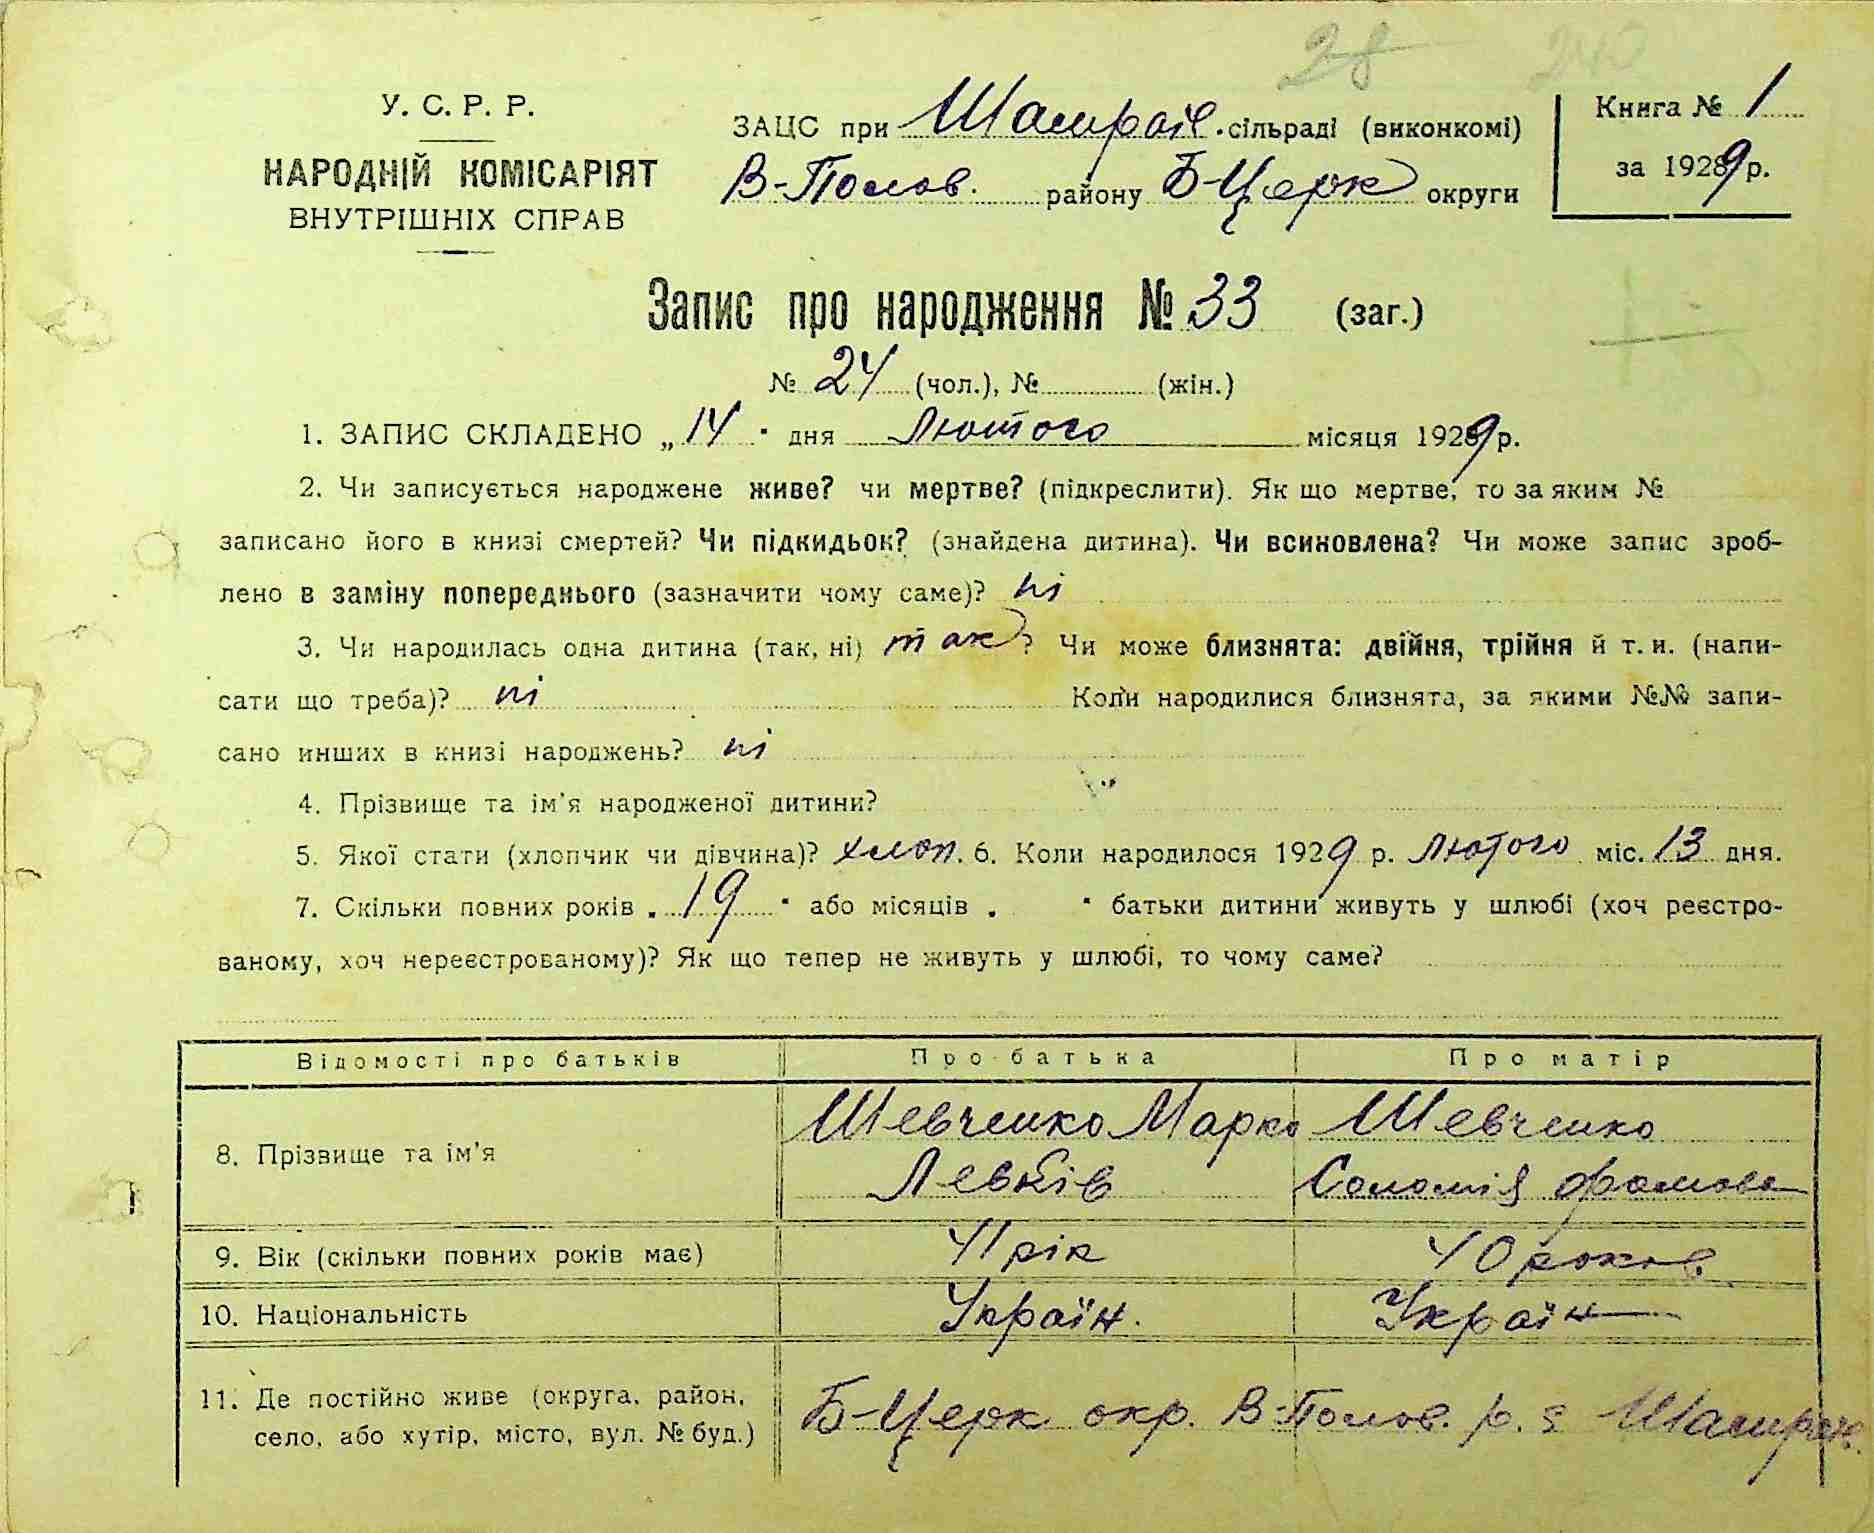 28 240
У. С. Р. Р.
НАРОДНІЙ КОМІСАРІЯТ
ВНУТРІШНІХ СПРАВ
ЗАЦС при Шамраїв. сільраді (виконкомі)
В-Полов. району Б-Церк округи
Книга № 1
за 1929 р.
Запис про народження № 33 (заг.)
№ 24 (чол.), № (жін.)
1. ЗАПИС СКЛАДЕНО „ 14 " дня Лютого місяця 1929 р.
2. Чи записується народжене живе? чи мертве? (підкреслити). Як що мертве, то за яким №
записано його в книзі смертей? Чи підкидьок? (знайдена дитина). Чи всиновлена? Чи може запис зроб-
лено в заміну попереднього (зазначити чому саме)? ні
3. Чи народилась одна дитина (так, ні) так? Чи може близнята: двійня, трійня й т. и. (напи-
сати що треба)? ні Коли народилися близнята, за якими №№ запи-
сано инших в книзі народжень? ні
4. Прізвище та ім'я народженої дитини?
5. Якої стати (хлопчик чи дівчина)? хлоп. 6. Коли народилося 1929 р. Лютого міс. 13 дня.
7. Скільки повних років „ 19 " або місяців „ " батьки дитини живуть у шлюбі (хоч реєстро-
ваному, хоч нереєстрованому)? Як що тепер не живуть у шлюбі, то чому саме?
Відомості про батьків Про батька Про матір
8. Прізвище та ім'я Шевченко Марко Левків Шевченко Соломія Фамова
9. Вік (скільки повних років має) 41 рік 40 років
10. Національність Україн. Україн
11. Де постійно живе (округа, район,
село, або хутір, місто, вул. № буд.) Б-Церк окр. В-Полов. р. s Шамраїв.